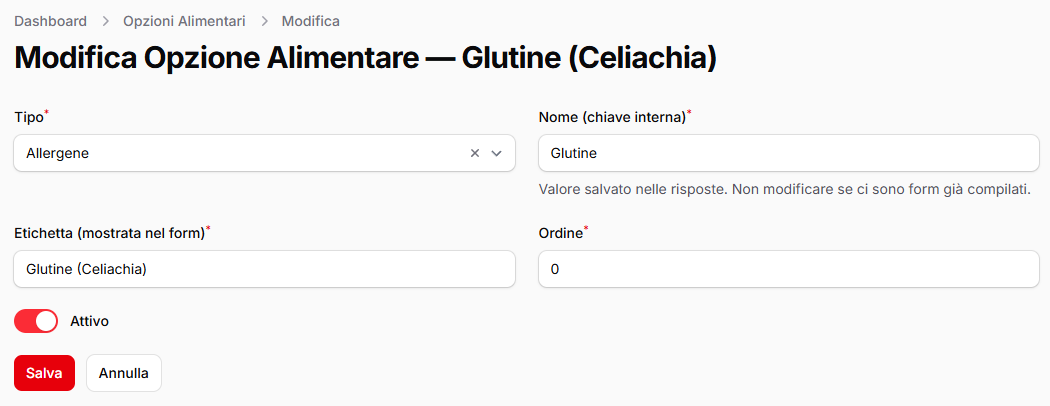 Dashboard > Opzioni Alimentari > Modifica
Modifica Opzione Alimentare — Glutine (Celiachia)
Tipo*
Nome (chiave interna)*
Allergene
Glutine
Valore salvato nelle risposte. Non modificare se ci sono form già compilati.
Etichetta (mostrata nel form)*
Ordine*
Glutine (Celiachia)
0
Attivo
Salva
Annulla